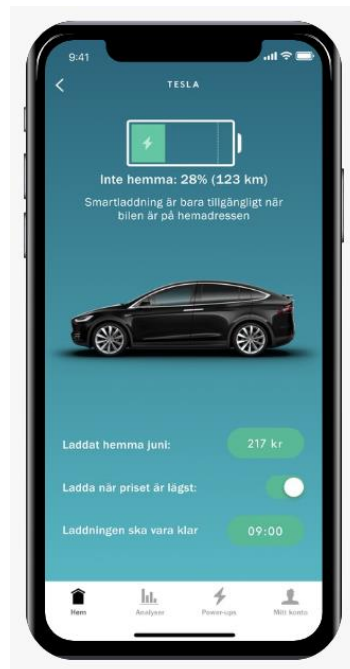 9:41
TESLA
Inte hemma: 28% (123 km)
Smartladdning är bara tillgängligt när
bilen är på hemadressen
Laddat hemma juni:
217 kr
Ladda när priset är lägst:
Laddningen ska vara klar
09:00
Hem
Analyser
Power-ups
Mitt konto